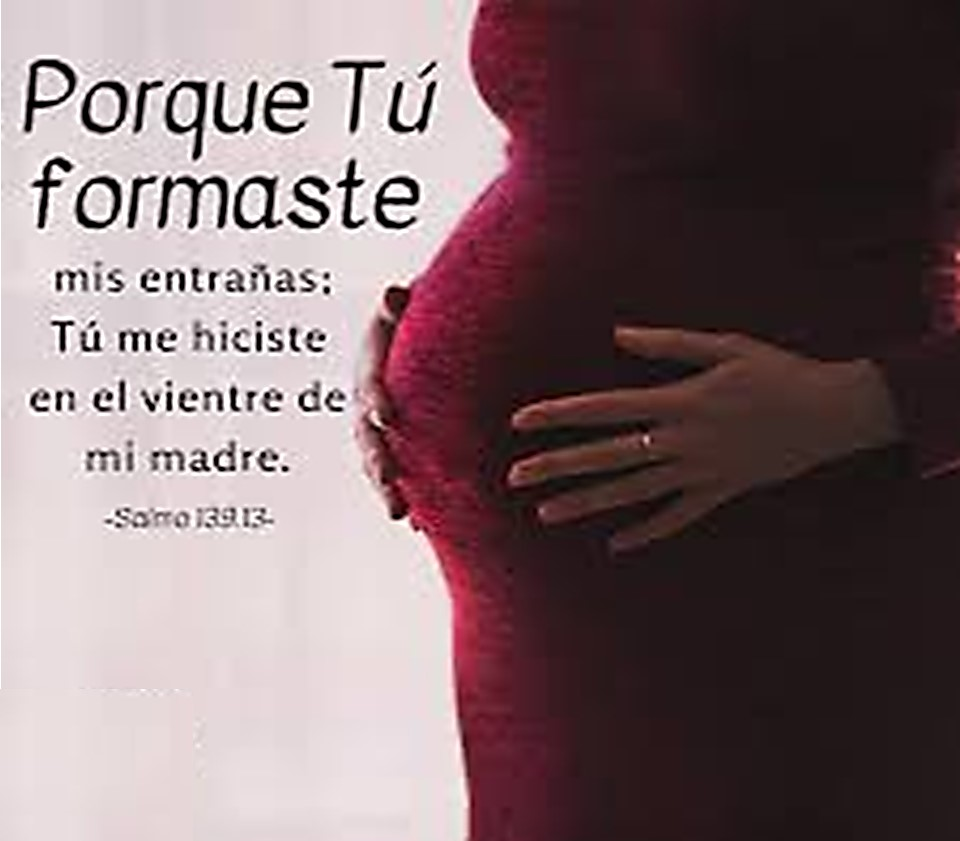 Porque Tú
formaste
mis entrañas;
Tú me hiciste
en el vientre de
mi madre.
-Salmo 139.13-